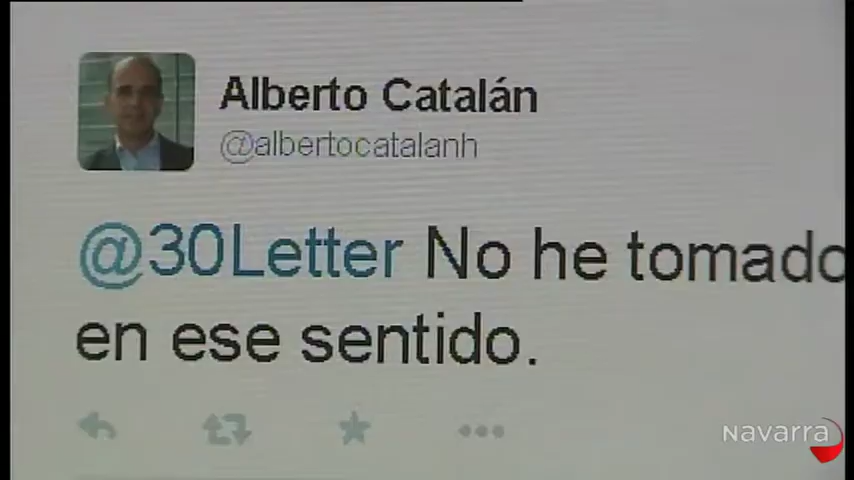 Alberto Catalán
@albertocatalanh
@30Letter No he tomado
en ese sentido.
Navarra